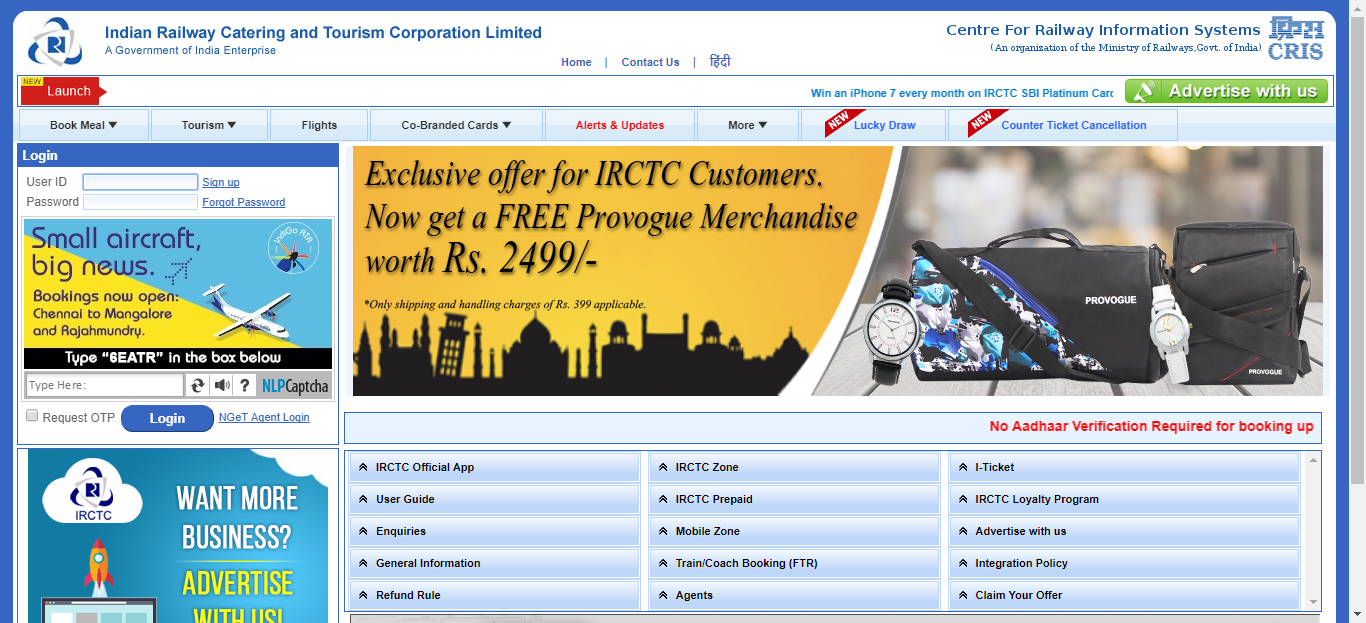 Indian Railway Catering and Tourism Corporation Limited
A Government of India Enterprise
Centre For Railway Information Systems
(An organization of the Ministry of Railways,Govt. of India)
CRIS
Home | Contact Us | हिंदी
NEW
Launch
Win an iPhone 7 every month on IRCTC SBI Platinum Card
Advertise with us
Book Meal
Tourism
Flights
Co-Branded Cards
Alerts & Updates
More
NEW
Lucky Draw
NEW
Counter Ticket Cancellation
Login
User ID
Sign up
Password
Forgot Password
Small aircraft,
big news.
IndiGo ATR
Bookings now open:
Chennai to Mangalore
and Rajahmundry.
Type “6EATR” in the box below
Type Here:
?
NLPCaptcha
Request OTP
Login
NGeT Agent Login
IRCTC
WANT MORE
BUSINESS?
ADVERTISE
WITH US!
Exclusive offer for IRCTC Customers.
Now get a FREE Provogue Merchandise
worth Rs. 2499/-
*Only shipping and handling charges of Rs. 399 applicable.
PROVOGUE
PROVOGUE
No Aadhaar Verification Required for booking up
IRCTC Official App
IRCTC Zone
I-Ticket
User Guide
IRCTC Prepaid
IRCTC Loyalty Program
Enquiries
Mobile Zone
Advertise with us
General Information
Train/Coach Booking (FTR)
Integration Policy
Refund Rule
Agents
Claim Your Offer